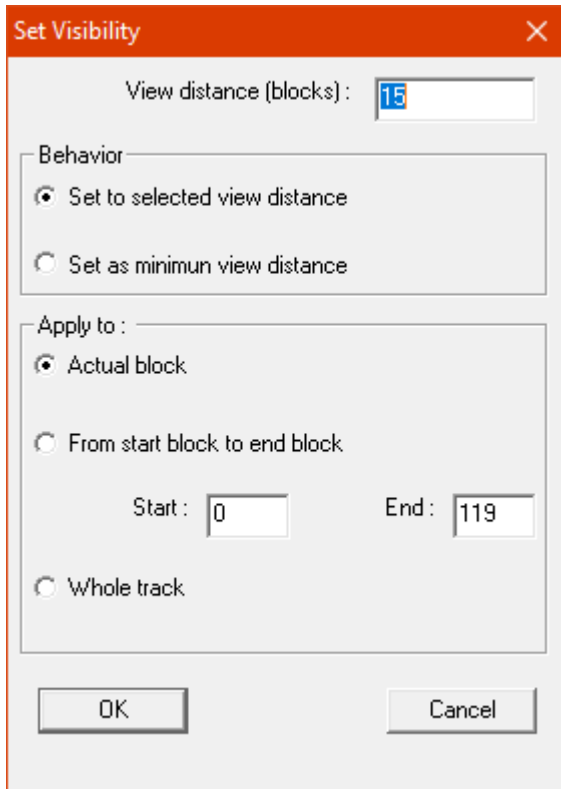 Set Visibility
View distance (blocks) : 15
Behavior
Set to selected view distance
Set as minimun view distance
Apply to :
Actual block
From start block to end block
Start : 0 End : 119
Whole track
OK Cancel